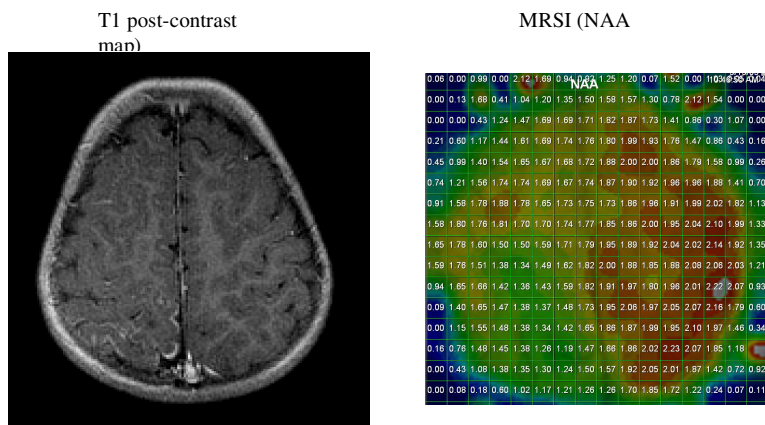 T1 post-contrast
map)
MRSI (NAA
0.06 0.00 0.99 0.00 2.12 1.69 0.94 1.25 1.20 0.07 1.52 0.00
NAA
0.00 0.13 1.68 0.41 1.04 1.20 1.35 1.50 1.58 1.57 1.30 0.78 2.12 1.54 0.00 0.00
0.00 0.00 0.43 1.24 1.47 1.69 1.69 1.71 1.82 1.87 1.73 1.41 0.86 0.30 1.07 0.00
0.21 0.60 1.17 1.44 1.61 1.69 1.74 1.76 1.80 1.99 1.93 1.76 1.47 0.86 0.43 0.16
0.45 0.99 1.40 1.54 1.65 1.67 1.68 1.72 1.88 2.00 2.00 1.86 1.79 1.58 0.99 0.26
0.74 1.21 1.56 1.74 1.74 1.69 1.67 1.74 1.87 1.90 1.92 1.96 1.96 1.88 1.41 0.70
0.91 1.58 1.78 1.88 1.78 1.65 1.73 1.75 1.73 1.86 1.96 1.91 1.99 2.02 1.82 1.13
1.58 1.80 1.76 1.81 1.70 1.70 1.74 1.77 1.85 1.88 2.00 1.95 2.04 2.10 1.99 1.33
1.65 1.78 1.60 1.50 1.50 1.59 1.71 1.79 1.95 1.89 1.92 2.04 2.02 2.14 1.92 1.35
1.59 1.76 1.51 1.38 1.34 1.49 1.62 1.82 2.00 1.88 1.85 1.88 2.08 2.06 2.03 1.21
0.94 1.65 1.66 1.42 1.36 1.43 1.59 1.82 1.91 1.97 1.80 1.96 2.01 2.22 2.07 0.93
0.09 1.40 1.65 1.47 1.38 1.37 1.48 1.73 1.95 2.06 1.97 2.05 2.07 2.16 1.79 0.60
0.00 1.15 1.55 1.48 1.38 1.34 1.42 1.65 1.86 1.87 1.99 1.95 2.10 1.97 1.46 0.34
0.16 0.76 1.48 1.45 1.38 1.26 1.19 1.47 1.68 1.86 2.02 2.23 2.07 1.85 1.18
0.00 0.43 1.08 1.38 1.35 1.30 1.24 1.50 1.57 1.92 2.05 2.01 1.87 1.42 0.72 0.92
0.00 0.08 0.18 0.60 1.02 1.17 1.21 1.26 1.26 1.70 1.85 1.72 1.22 0.24 0.07 0.11